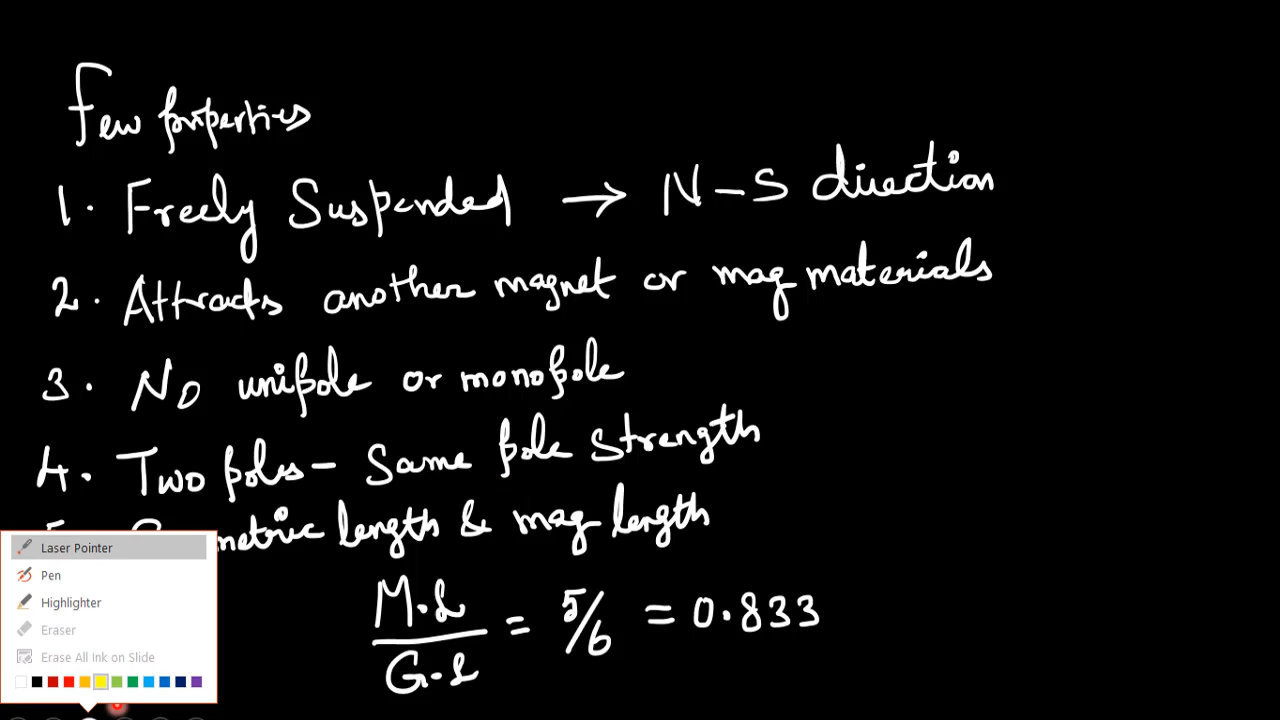 Few properties
1. Freely Suspended → N-S direction
2. Attracts another magnet or mag materials
3. No unipole or monopole
4. Two poles - Same pole strength
metric length & mag length
M.L
G.L
= 5/6 = 0.833
Laser Pointer
Pen
Highlighter
Eraser
Erase All Ink on Slide